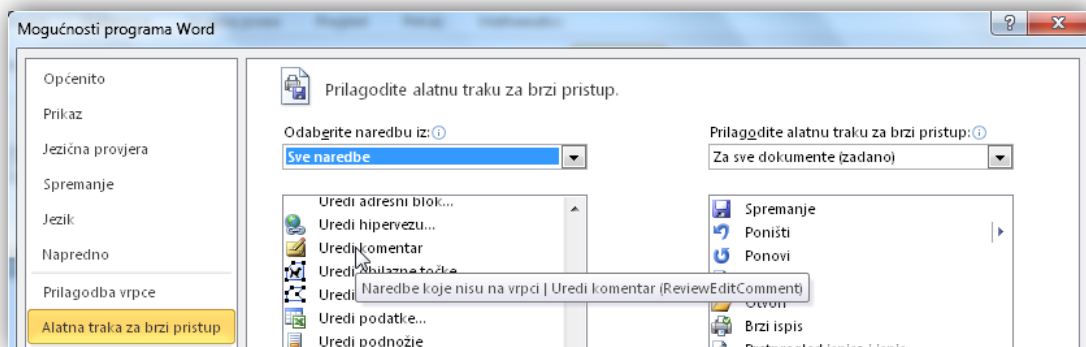 Mogućnosti programa Word
Općenito
Prikaz
Jezična provjera
Spremanje
Jezik
Napredno
Prilagodba vrpce
Alatna traka za brzi pristup
Prilagodite alatnu traku za brzi pristup.
Odaberite naredbu iz:
Sve naredbe
Uredi adresni blok...
Uredi hipervezu...
Uredi komentar
Uredi obilazne točke
Uredi
Naredbe koje nisu na vrpci | Uredi komentar (ReviewEditComment)
Uredi podatke...
Uredi podnožje
Prilagodite alatnu traku za brzi pristup:
Za sve dokumente (zadano)
Spremanje
Poništi
Ponovi
Otvori
Brzi ispis